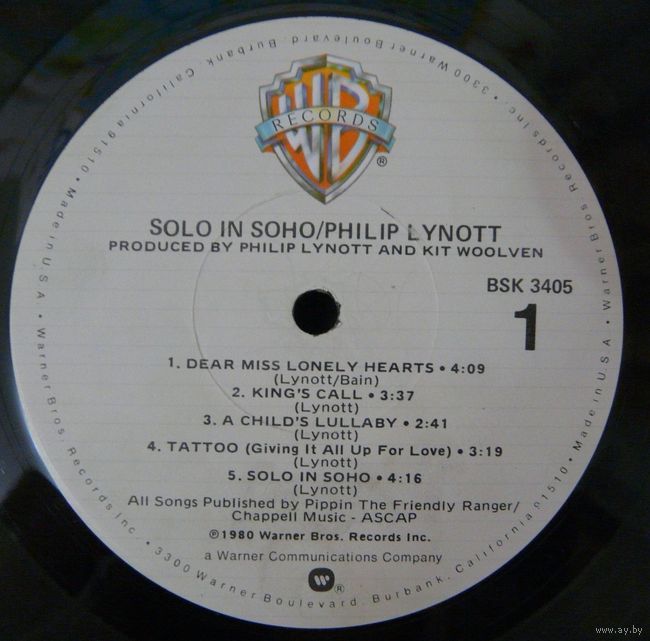 WB
RECORDS
®
SOLO IN SOHO/PHILIP LYNOTT
PRODUCED BY PHILIP LYNOTT AND KIT WOOLVEN
BSK 3405
1
1. DEAR MISS LONELY HEARTS • 4:09
(Lynott/Bain)
2. KING'S CALL • 3:37
(Lynott)
3. A CHILD'S LULLABY • 2:41
(Lynott)
4. TATTOO (Giving It All Up For Love) • 3:19
(Lynott)
5. SOLO IN SOHO • 4:16
(Lynott)
All Songs Published by Pippin The Friendly Ranger/
Chappell Music - ASCAP
℗1980 Warner Bros. Records Inc.
a Warner Communications Company
®
Warner Bros. Records Inc. • 3300 Warner Boulevard, Burbank, California 91510 • Made in U.S.A. • Warner Bros. Records Inc. • 3300 Warner Boulevard, Burbank, California 91510 • Made in U.S.A. •
www.ay.by